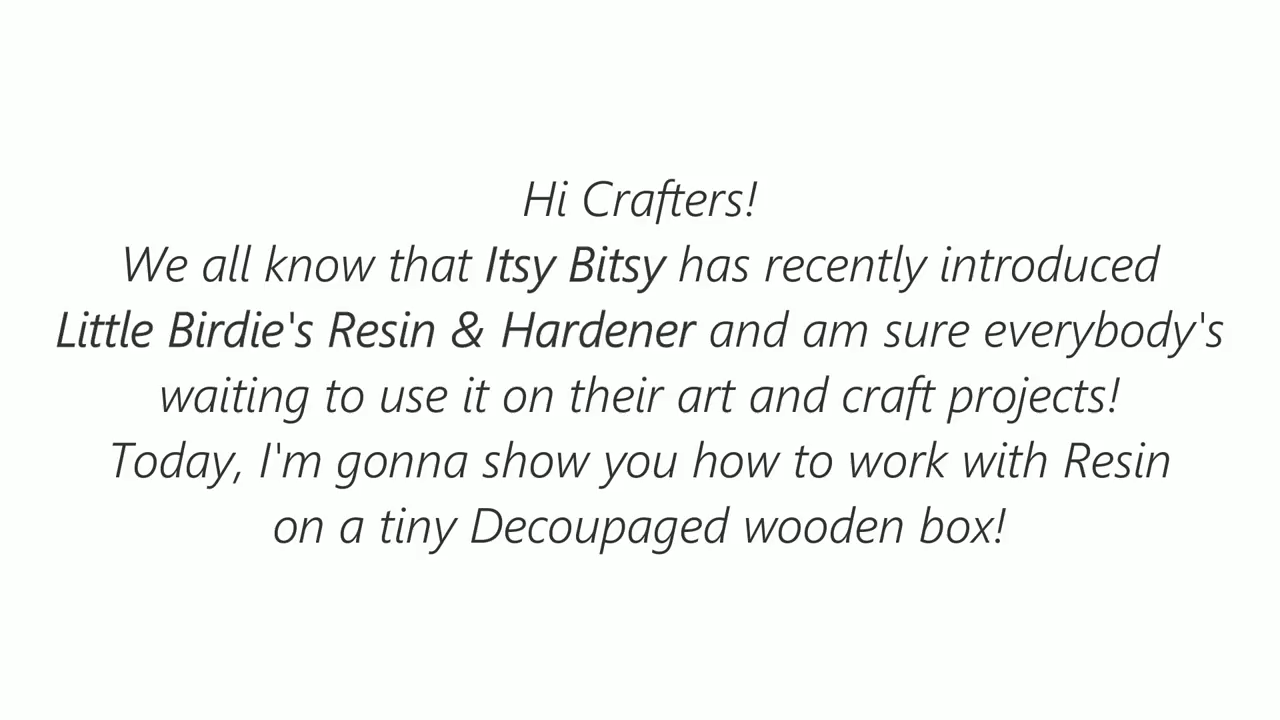 Hi Crafters!
We all know that Itsy Bitsy has recently introduced
Little Birdie's Resin & Hardener and am sure everybody's
waiting to use it on their art and craft projects!
Today, I'm gonna show you how to work with Resin
on a tiny Decoupaged wooden box!